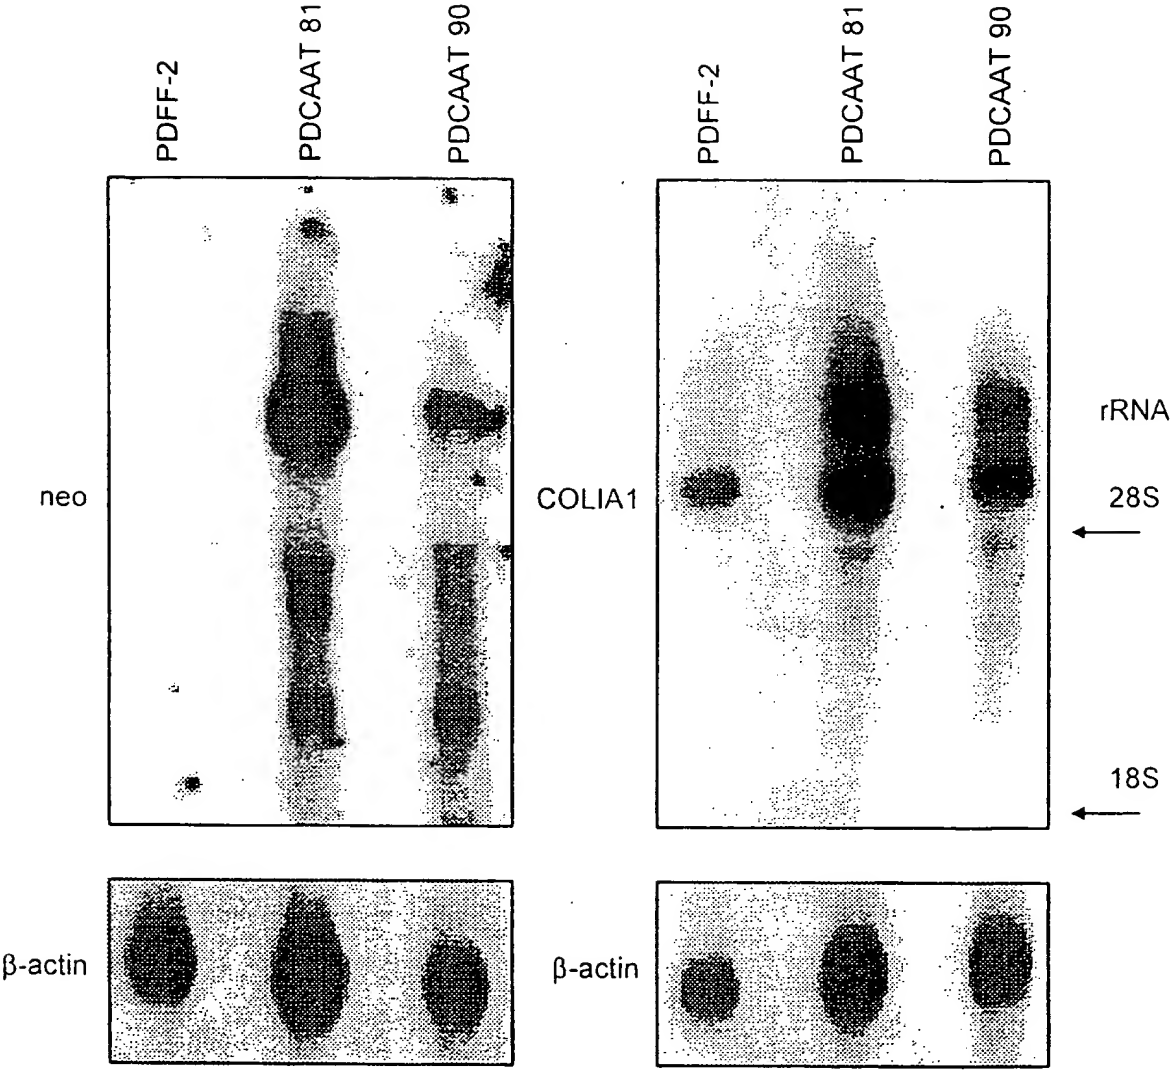 PDFF-2
PDCAAT 81
PDCAAT 90
PDFF-2
PDCAAT 81
PDCAAT 90
neo
COLIA1
rRNA
28S
18S
β-actin
β-actin